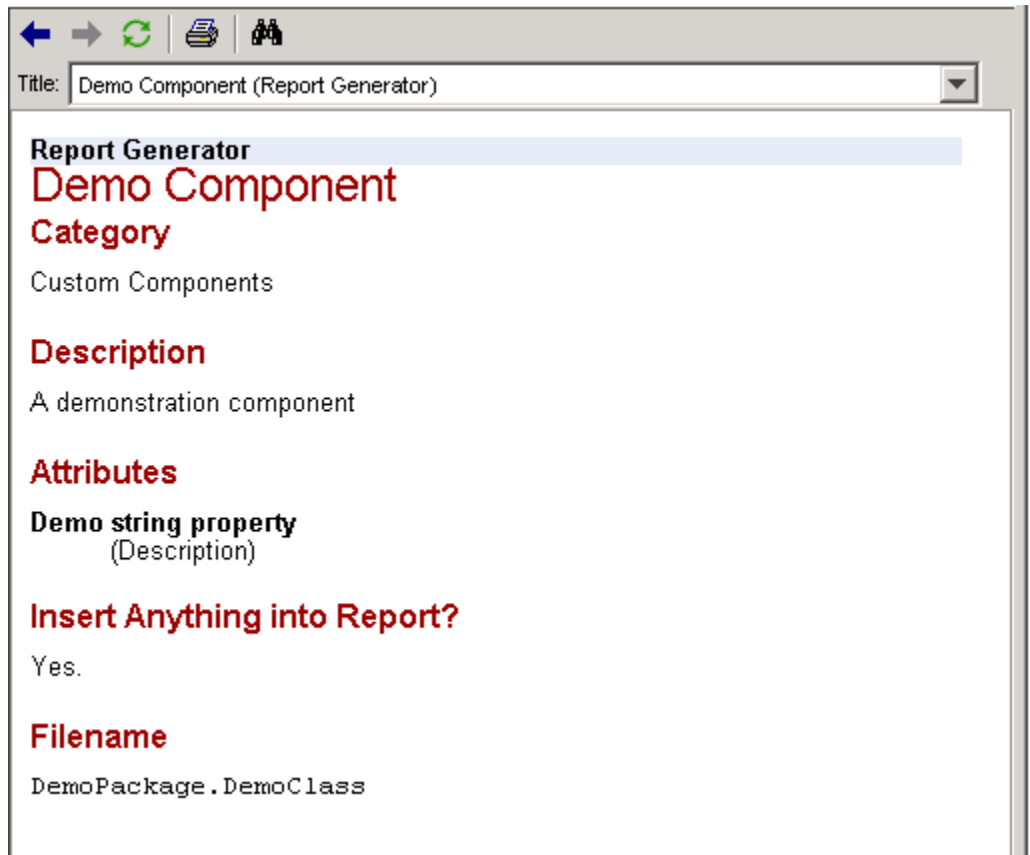 Title: Demo Component (Report Generator)
Report Generator
Demo Component
Category
Custom Components
Description
A demonstration component
Attributes
Demo string property
(Description)
Insert Anything into Report?
Yes.
Filename
DemoPackage.DemoClass